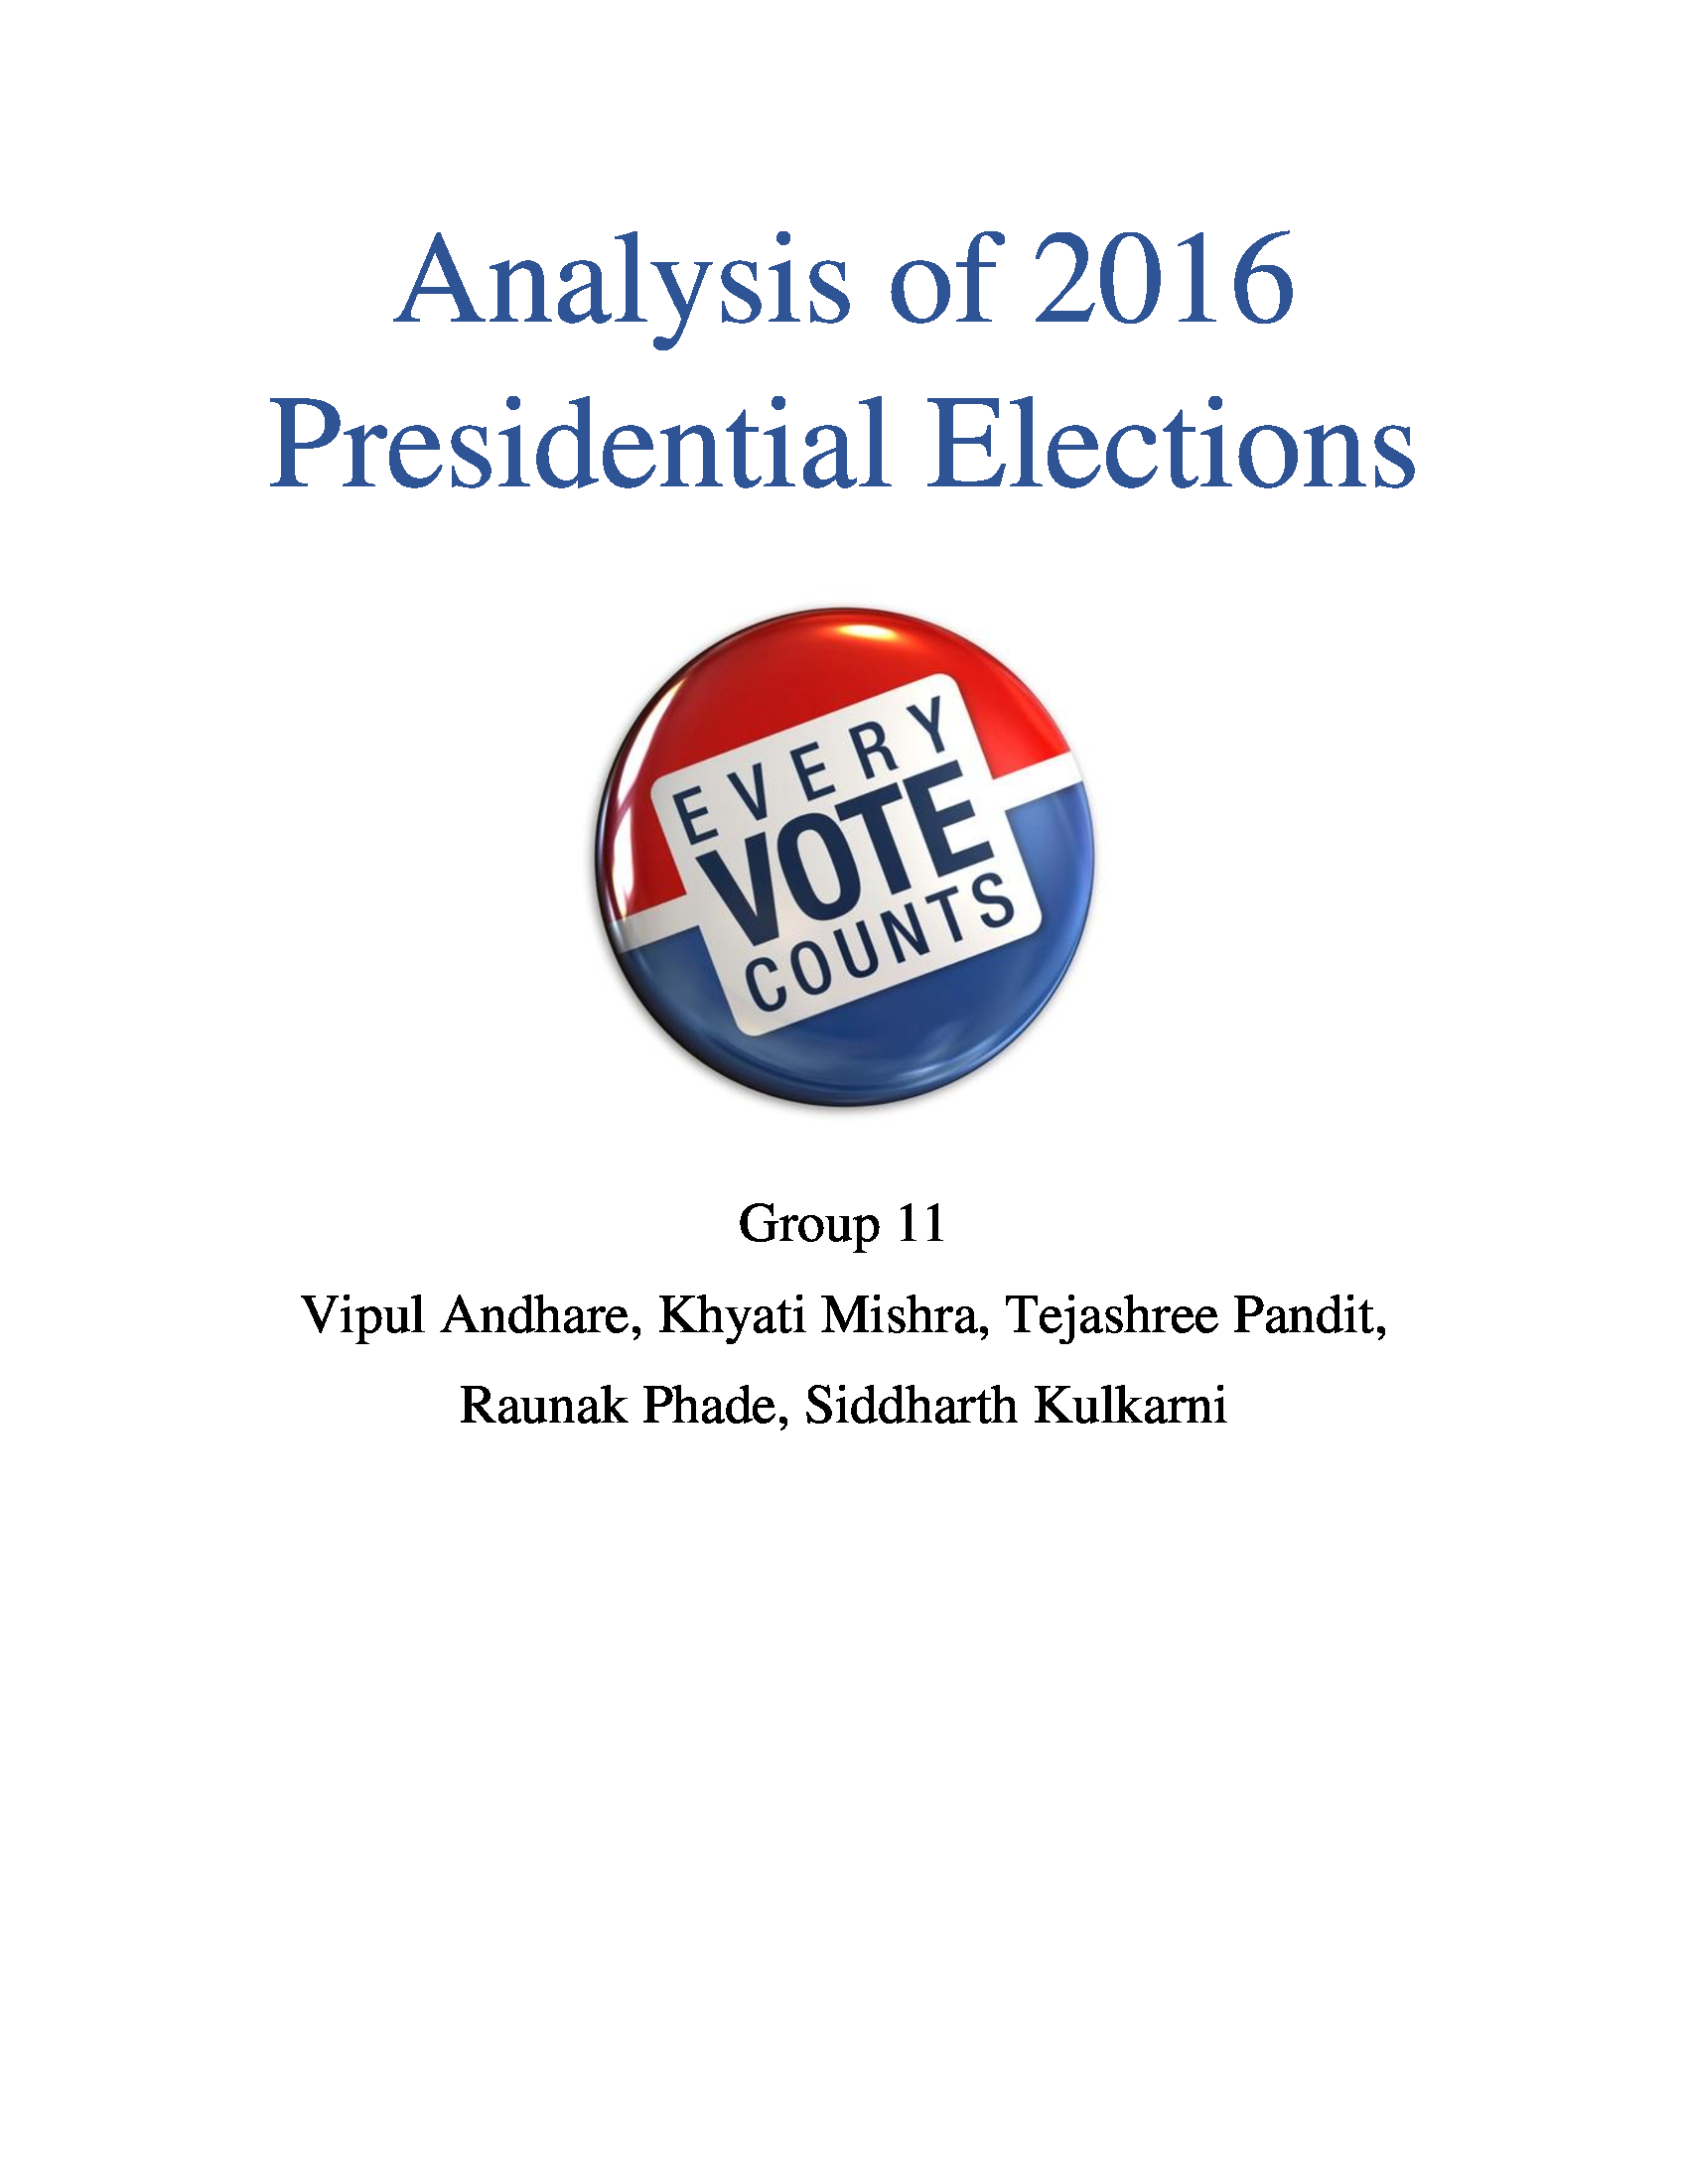 Analysis of 2016
Presidential Elections
EVERY
VOTE
COUNTS
Group 11
Vipul Andhare, Khyati Mishra, Tejashree Pandit,
Raunak Phade, Siddharth Kulkarni